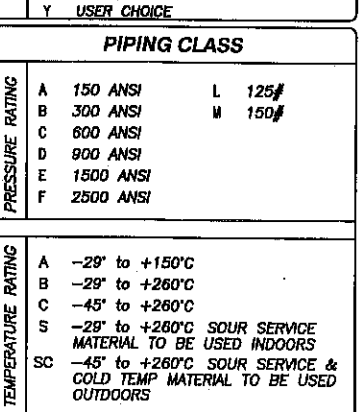 Y USER CHOICE
PIPING CLASS
PRESSURE RATING
A 150 ANSI L 125#
B 300 ANSI M 150#
C 600 ANSI
D 900 ANSI
E 1500 ANSI
F 2500 ANSI
TEMPERATURE RATING
A -29° to +150°C
B -29° to +260°C
C -45° to +260°C
S -29° to +260°C SOUR SERVICE
MATERIAL TO BE USED INDOORS
SC -45° to +260°C SOUR SERVICE &
COLD TEMP MATERIAL TO BE USED
OUTDOORS